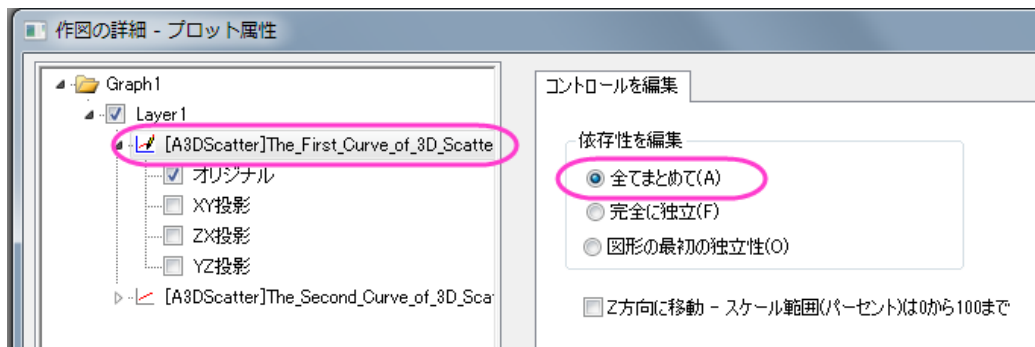 作図の詳細 - プロット属性
Graph1
Layer1
[A3DScatter]The_First_Curve_of_3D_Scatte
オリジナル
XY投影
ZX投影
YZ投影
[A3DScatter]The_Second_Curve_of_3D_Sca
コントロールを編集
依存性を編集
全てまとめて(A)
完全に独立(F)
図形の最初の独立性(O)
Z方向に移動 - スケール範囲(パーセント)は0から100まで